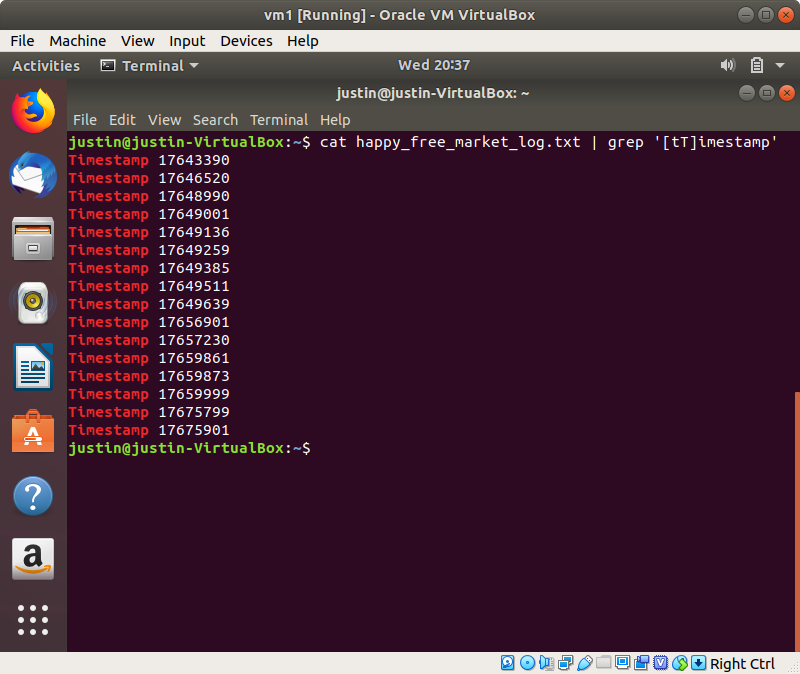 vm1 [Running] - Oracle VM VirtualBox
File Machine View Input Devices Help
Activities Terminal Wed 20:37
justin@justin-VirtualBox: ~
File Edit View Search Terminal Help
justin@justin-VirtualBox:~$ cat happy_free_market_log.txt | grep '[tT]imestamp'
Timestamp 17643390
Timestamp 17646520
Timestamp 17648990
Timestamp 17649001
Timestamp 17649136
Timestamp 17649259
Timestamp 17649385
Timestamp 17649511
Timestamp 17649639
Timestamp 17656901
Timestamp 17657230
Timestamp 17659861
Timestamp 17659873
Timestamp 17659999
Timestamp 17675799
Timestamp 17675901
justin@justin-VirtualBox:~$
A
?
a
V
Right Ctrl